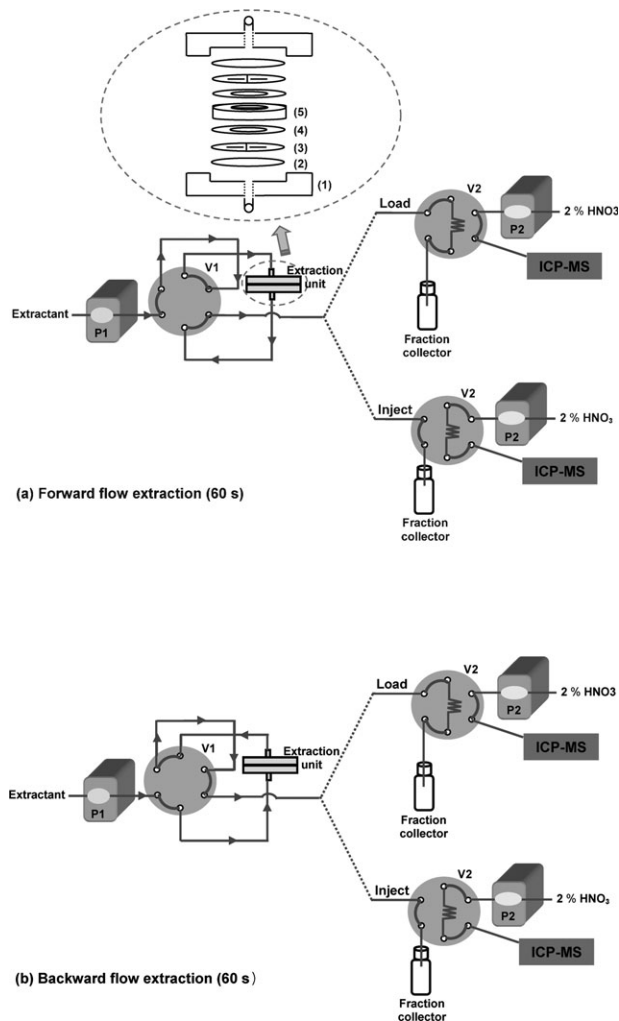 (5)
(4)
(3)
(2)
(1)
V2
Load
P2
2 % HNO3
ICP-MS
V1
Extraction
unit
Extractant
P1
Fraction
collector
V2
Inject
P2
2 % HNO₃
ICP-MS
(a) Forward flow extraction (60 s)
Fraction
collector
V2
Load
P2
2 % HNO3
V1
Extraction
unit
ICP-MS
Extractant
P1
Fraction
collector
V2
Inject
P2
2 % HNO₃
ICP-MS
(b) Backward flow extraction (60 s)
Fraction
collector